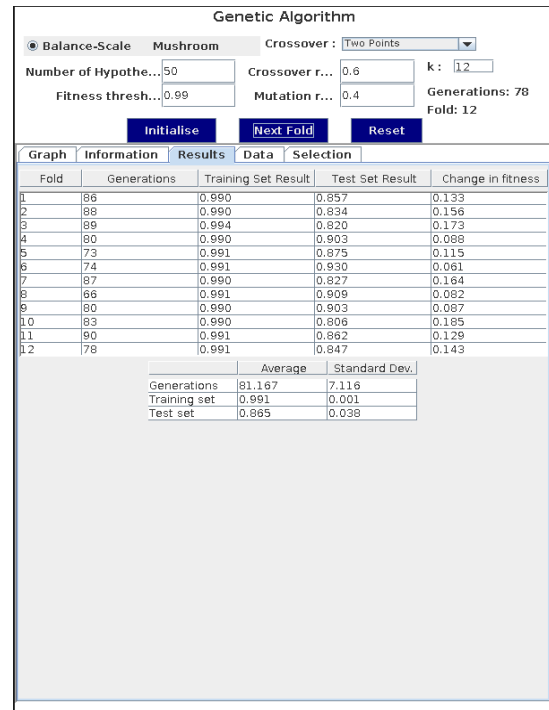 Genetic Algorithm
Balance-Scale Mushroom Crossover : Two Points
Number of Hypothe... 50 Crossover r... 0.6 k : 12
Fitness thresh... 0.99 Mutation r... 0.4 Generations: 78
Fold: 12
Initialise Next Fold Reset
Graph Information Results Data Selection
Fold Generations Training Set Result Test Set Result Change in fitness
1 86 0.990 0.857 0.133
2 88 0.990 0.834 0.156
3 89 0.994 0.820 0.173
4 80 0.990 0.903 0.088
5 73 0.991 0.875 0.115
6 74 0.991 0.930 0.061
7 87 0.990 0.827 0.164
8 66 0.991 0.909 0.082
9 80 0.990 0.903 0.087
10 83 0.990 0.806 0.185
11 90 0.991 0.862 0.129
12 78 0.991 0.847 0.143
Average Standard Dev.
Generations 81.167 7.116
Training set 0.991 0.001
Test set 0.865 0.038